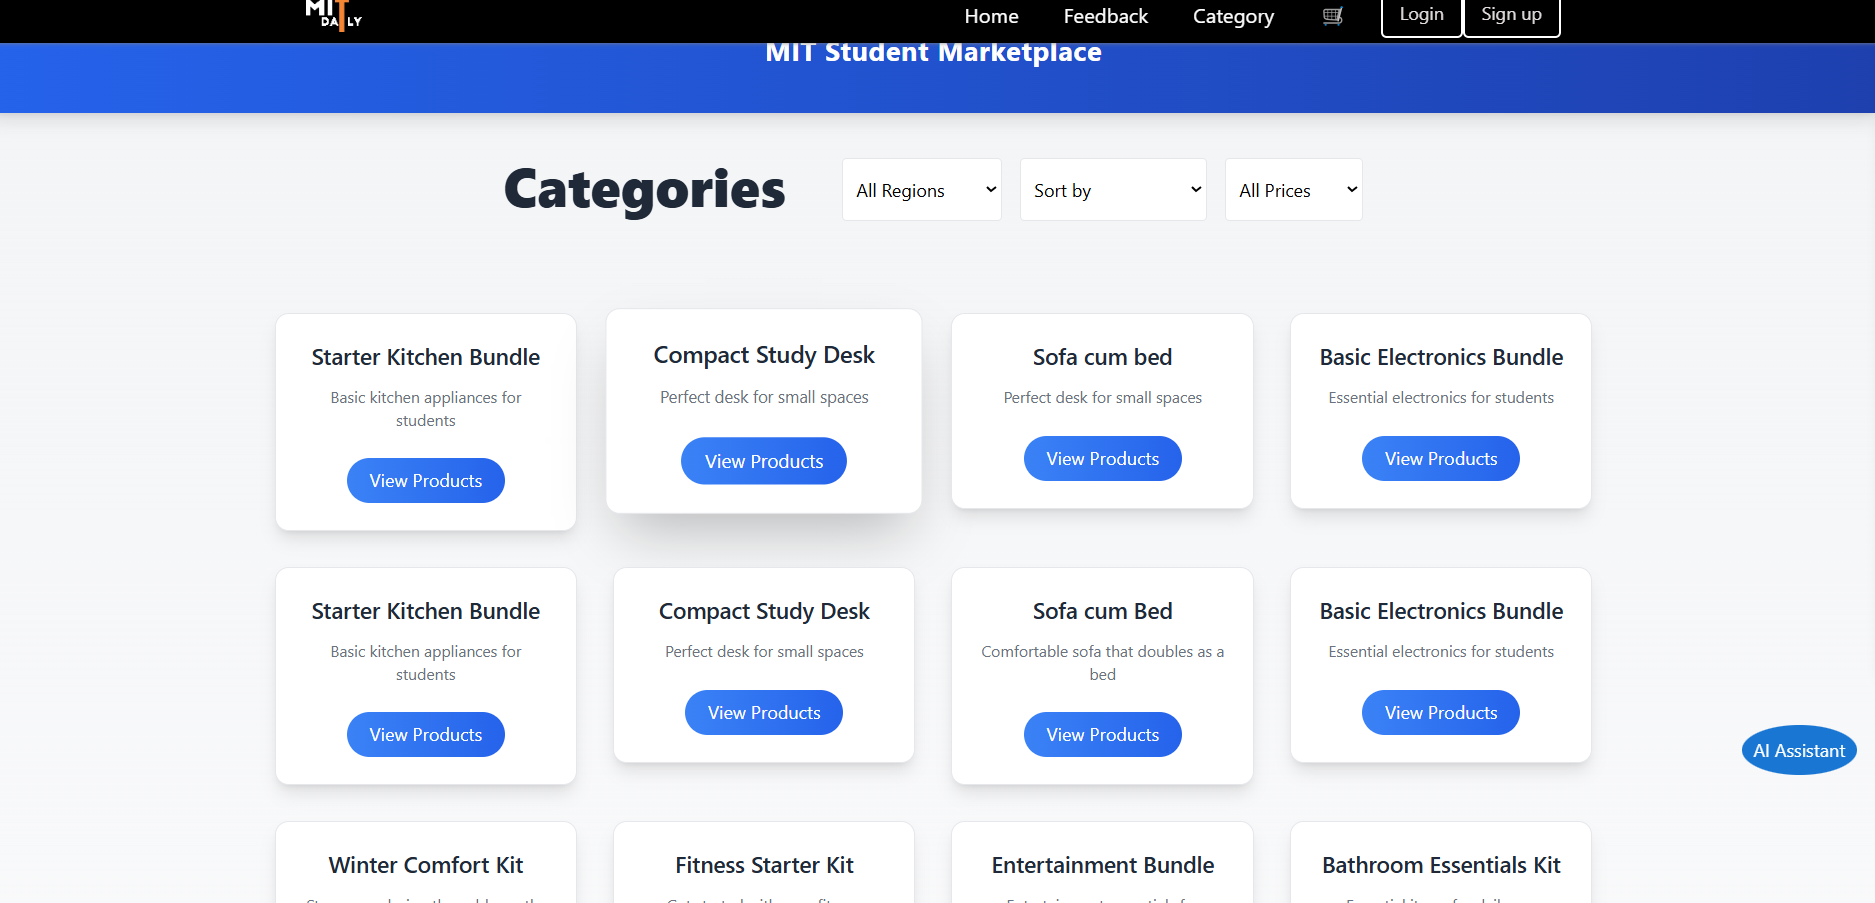 MIT
DAILY
Home Feedback Category Login Sign up
MIT Student Marketplace
Categories All Regions Sort by All Prices
Starter Kitchen Bundle
Basic kitchen appliances for
students
View Products
Compact Study Desk
Perfect desk for small spaces
View Products
Sofa cum bed
Perfect desk for small spaces
View Products
Basic Electronics Bundle
Essential electronics for students
View Products
Starter Kitchen Bundle
Basic kitchen appliances for
students
View Products
Compact Study Desk
Perfect desk for small spaces
View Products
Sofa cum Bed
Comfortable sofa that doubles as a
bed
View Products
Basic Electronics Bundle
Essential electronics for students
View Products
AI Assistant
Winter Comfort Kit
Fitness Starter Kit
Entertainment Bundle
Bathroom Essentials Kit